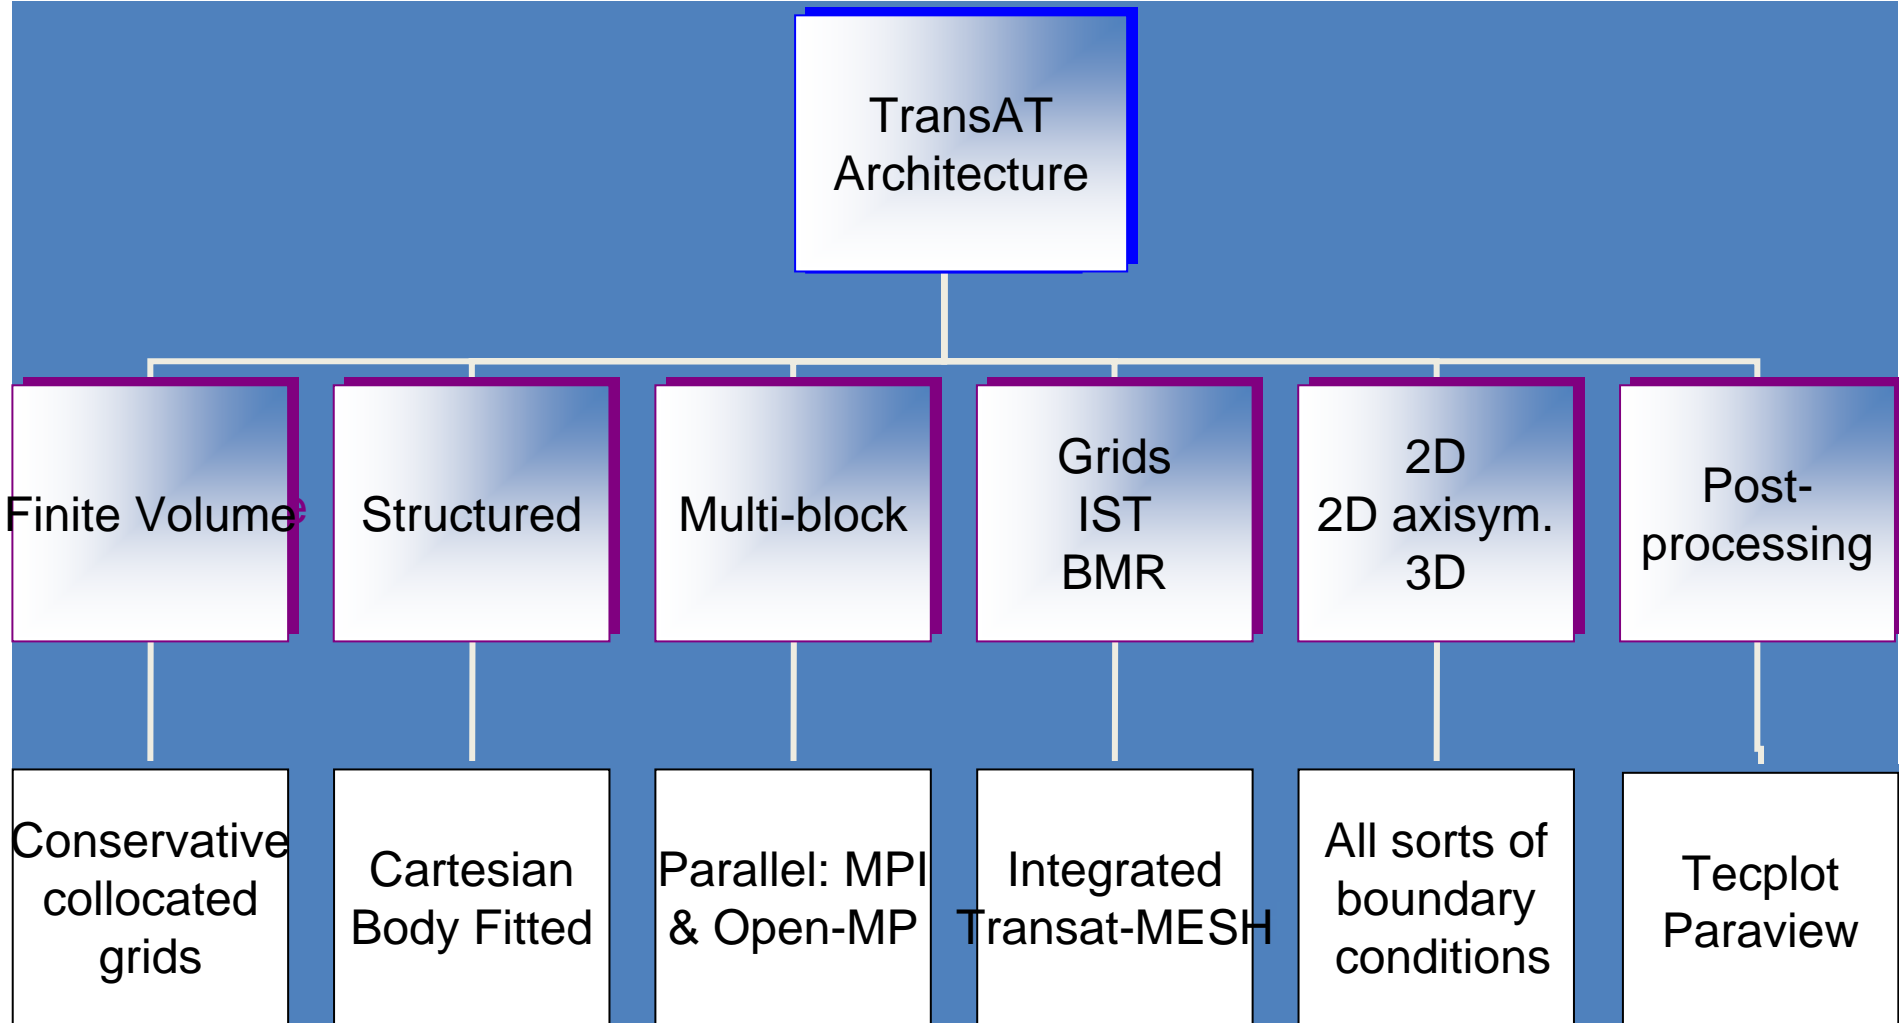 TransAT
Architecture
Finite Volume
Structured
Multi-block
Grids
IST
BMR
2D
2D axisym.
3D
Post-
processing
Conservative
collocated
grids
Cartesian
Body Fitted
Parallel: MPI
& Open-MP
Integrated
Transat-MESH
All sorts of
boundary
conditions
Tecplot
Paraview